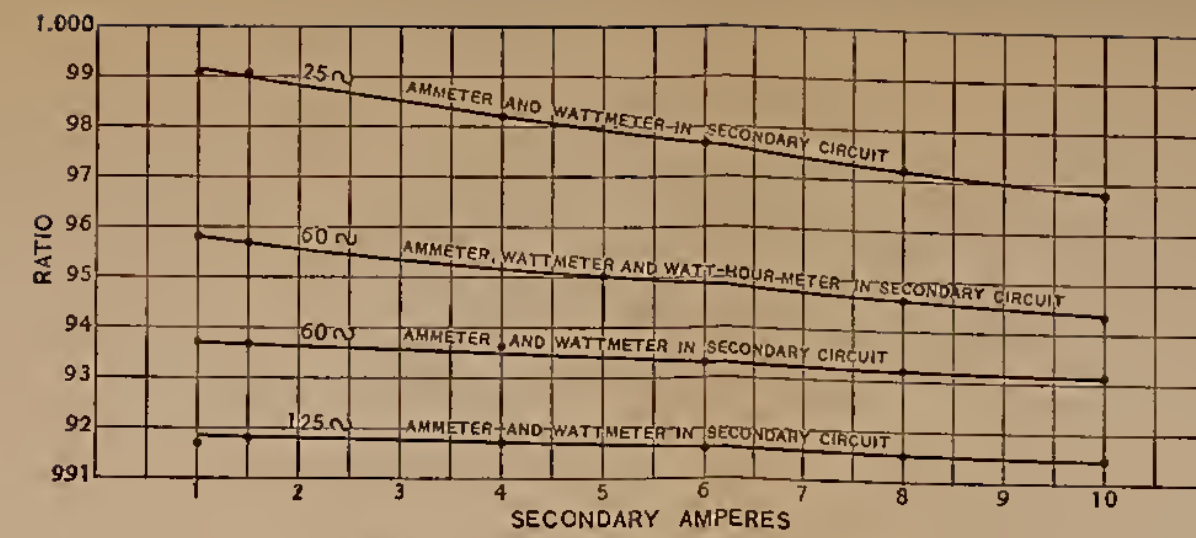 1.000
99
25~
AMMETER AND WATTMETER IN SECONDARY CIRCUIT
98
97
96
60~
AMMETER, WATTMETER AND WATT-HOUR-METER IN SECONDARY CIRCUIT
95
94
60~
AMMETER AND WATTMETER IN SECONDARY CIRCUIT
93
92
125~
AMMETER AND WATTMETER IN SECONDARY CIRCUIT
991
RATIO
1 2 3 4 5 6 7 8 9 10
SECONDARY AMPERES